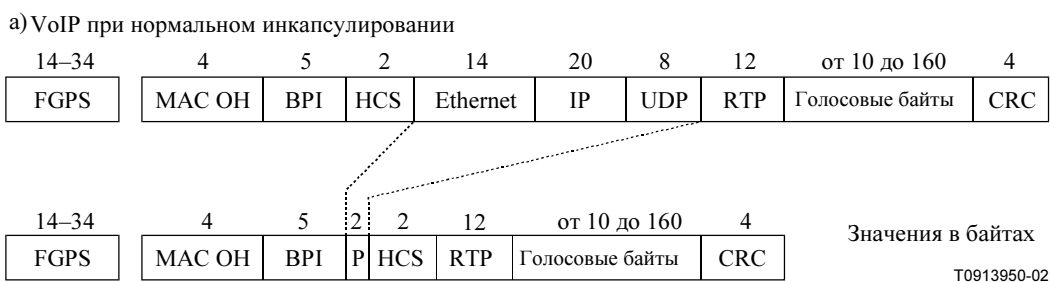 a) VoIP при нормальном инкапсулировании
14–34 4 5 2 14 20 8 12 от 10 до 160 4
FGPS MAC OH BPI HCS Ethernet IP UDP RTP Голосовые байты CRC
14–34 4 5 2 2 12 от 10 до 160 4
FGPS MAC OH BPI P HCS RTP Голосовые байты CRC
Значения в байтах
T0913950-02